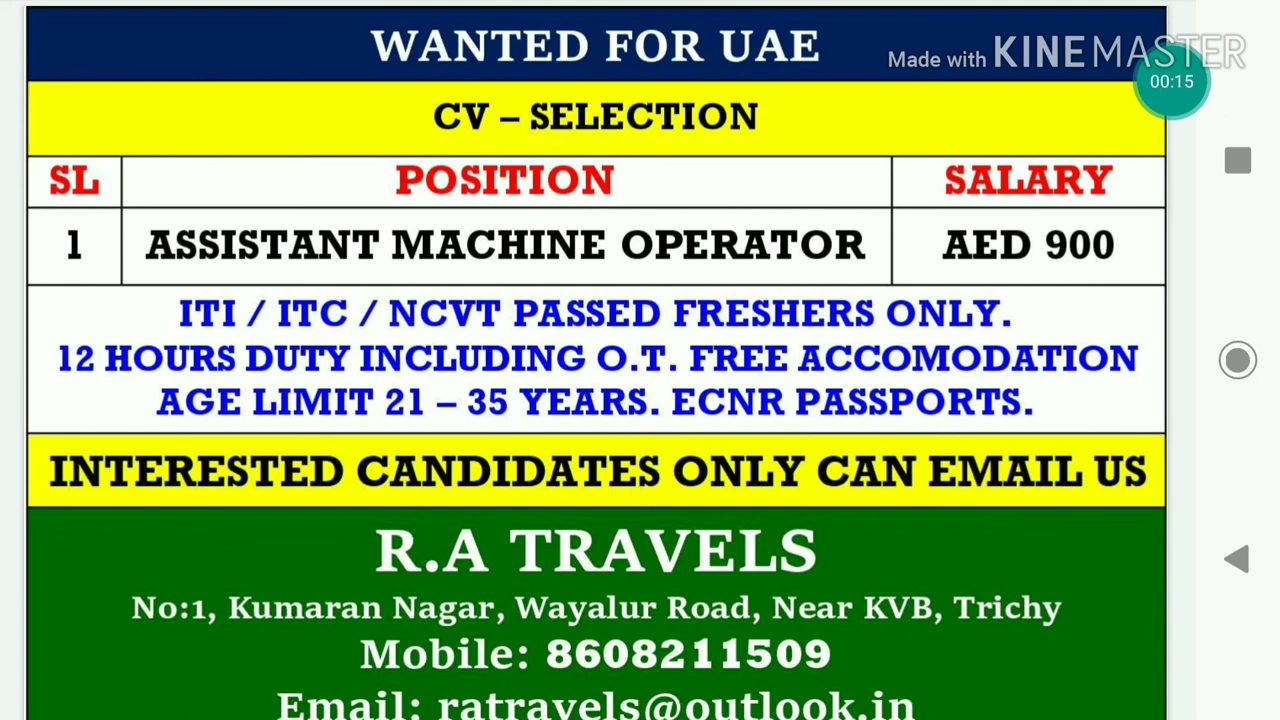 WANTED FOR UAE
Made with KINEMASTER
00:15
CV – SELECTION
SL POSITION SALARY
1 ASSISTANT MACHINE OPERATOR AED 900
ITI / ITC / NCVT PASSED FRESHERS ONLY.
12 HOURS DUTY INCLUDING O.T. FREE ACCOMODATION
AGE LIMIT 21 – 35 YEARS. ECNR PASSPORTS.
INTERESTED CANDIDATES ONLY CAN EMAIL US
R.A TRAVELS
No:1, Kumaran Nagar, Wayalur Road, Near KVB, Trichy
Mobile: 8608211509
Email: ratravels@outlook.in